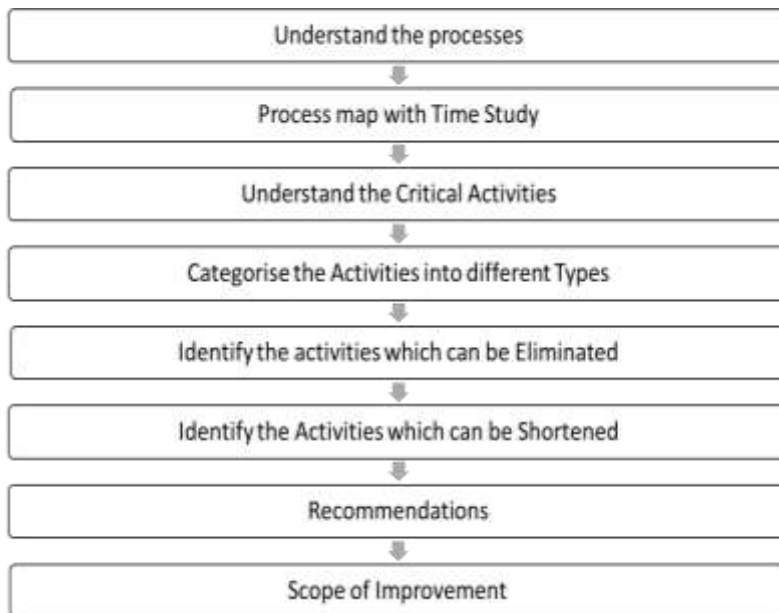 Understand the processes
Process map with Time Study
Understand the Critical Activities
Categorise the Activities into different Types
Identify the activities which can be Eliminated
Identify the Activities which can be Shortened
Recommendations
Scope of Improvement